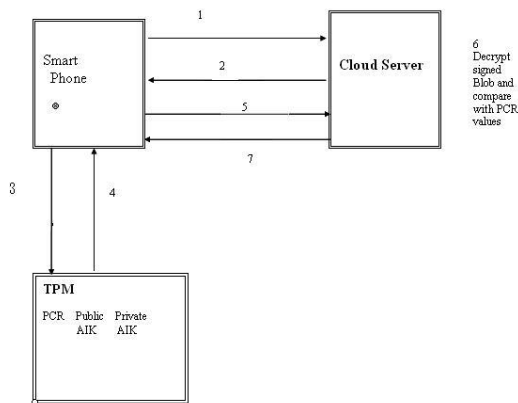 1
Smart
Phone
Cloud Server
2
5
7
6
Decrypt
signed
Blob and
compare
with PCR
values
3
4
TPM
PCR Public Private
AIK AIK